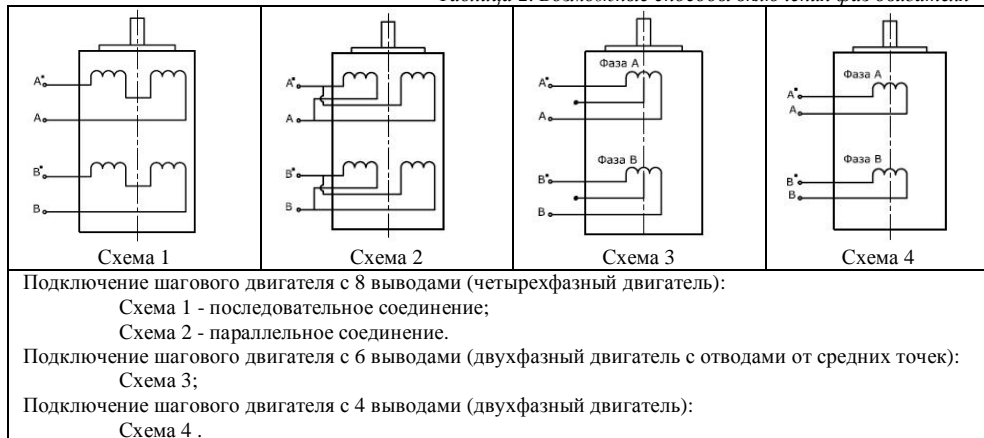 Таблица 2. Возможные способы включения фаз двигателя
A*
A
B*
B
Схема 1
A*
A
B*
B
Схема 2
Фаза A
A*
A
Фаза B
B*
B
Схема 3
Фаза A
A*
A
Фаза B
B*
B
Схема 4
Подключение шагового двигателя с 8 выводами (четырехфазный двигатель):
Схема 1 - последовательное соединение;
Схема 2 - параллельное соединение.
Подключение шагового двигателя с 6 выводами (двухфазный двигатель с отводами от средних точек):
Схема 3;
Подключение шагового двигателя с 4 выводами (двухфазный двигатель):
Схема 4 .